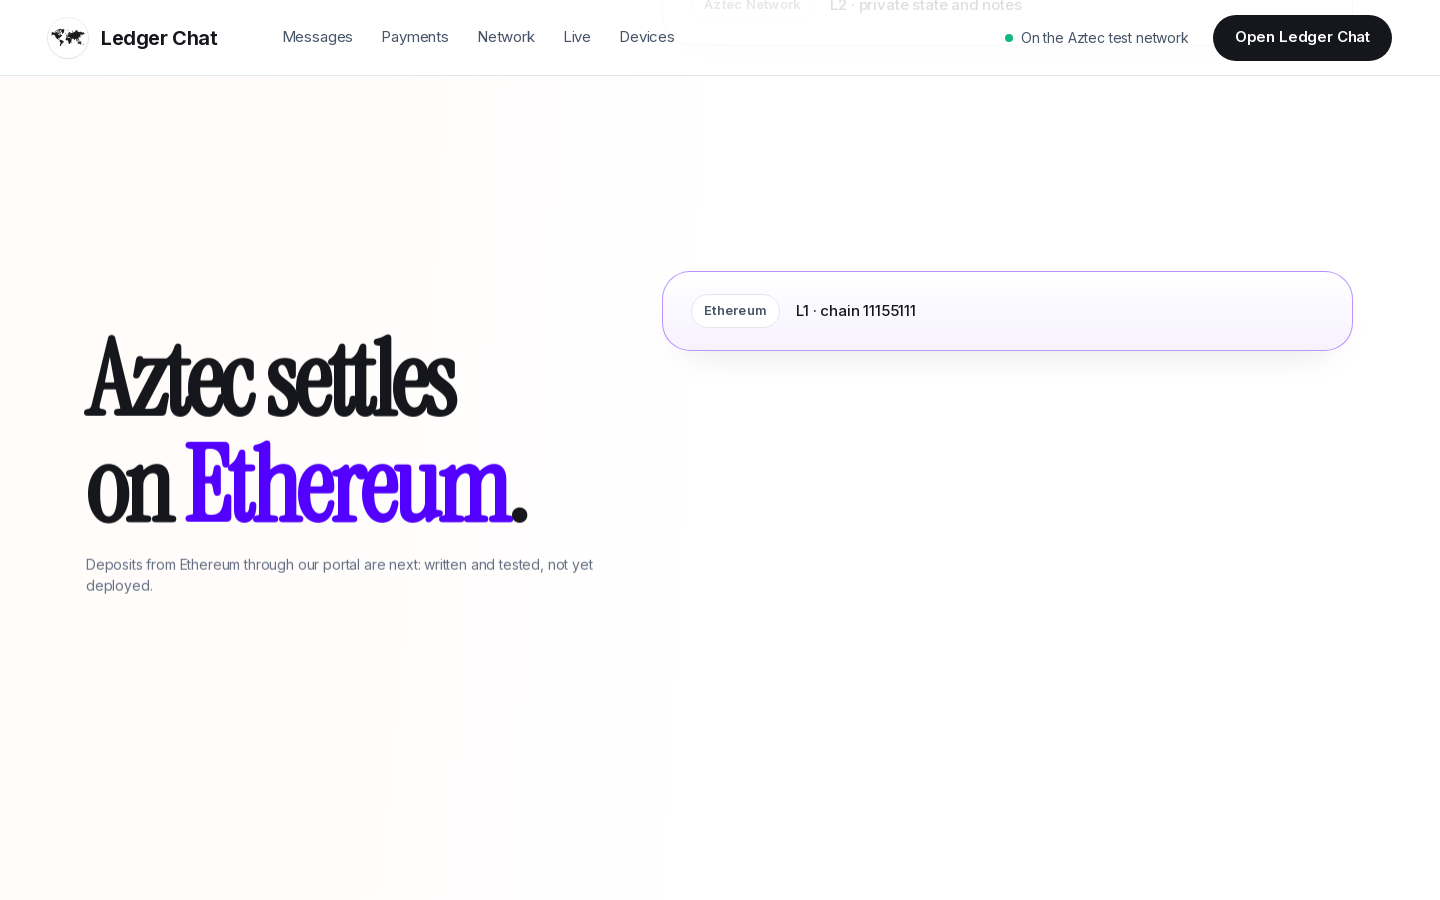 Aztec Network
L2 · private state and notes
Ledger Chat
Messages
Payments
Network
Live
Devices
On the Aztec test network
Open Ledger Chat
Ethereum
L1 · chain 11155111
Aztec settles
on Ethereum.
Deposits from Ethereum through our portal are next: written and tested, not yet
deployed.